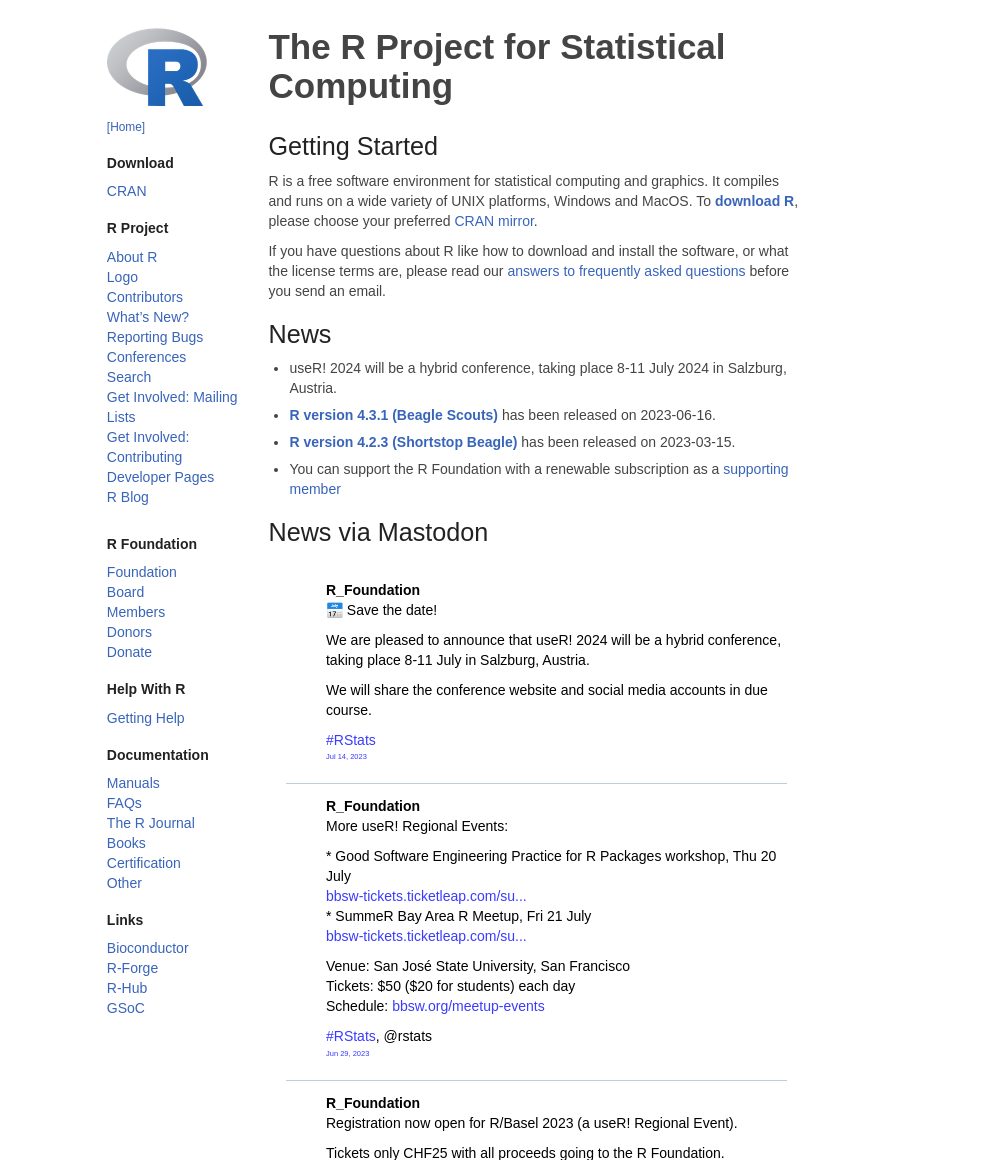 R
[Home]
Download
CRAN
R Project
About R
Logo
Contributors
What’s New?
Reporting Bugs
Conferences
Search
Get Involved: Mailing
Lists
Get Involved:
Contributing
Developer Pages
R Blog
R Foundation
Foundation
Board
Members
Donors
Donate
Help With R
Getting Help
Documentation
Manuals
FAQs
The R Journal
Books
Certification
Other
Links
Bioconductor
R-Forge
R-Hub
GSoC
The R Project for Statistical
Computing
Getting Started
R is a free software environment for statistical computing and graphics. It compiles
and runs on a wide variety of UNIX platforms, Windows and MacOS. To download R,
please choose your preferred CRAN mirror.
If you have questions about R like how to download and install the software, or what
the license terms are, please read our answers to frequently asked questions before
you send an email.
News
• useR! 2024 will be a hybrid conference, taking place 8-11 July 2024 in Salzburg,
Austria.
• R version 4.3.1 (Beagle Scouts) has been released on 2023-06-16.
• R version 4.2.3 (Shortstop Beagle) has been released on 2023-03-15.
• You can support the R Foundation with a renewable subscription as a supporting
member
News via Mastodon
R_Foundation
📅 Save the date!
We are pleased to announce that useR! 2024 will be a hybrid conference,
taking place 8-11 July in Salzburg, Austria.
We will share the conference website and social media accounts in due
course.
#RStats
Jul 14, 2023
R_Foundation
More useR! Regional Events:
* Good Software Engineering Practice for R Packages workshop, Thu 20
July
bbsw-tickets.ticketleap.com/su...
* SummeR Bay Area R Meetup, Fri 21 July
bbsw-tickets.ticketleap.com/su...
Venue: San José State University, San Francisco
Tickets: $50 ($20 for students) each day
Schedule: bbsw.org/meetup-events
#RStats, @rstats
Jun 29, 2023
R_Foundation
Registration now open for R/Basel 2023 (a useR! Regional Event).
Tickets only CHF25 with all proceeds going to the R Foundation.